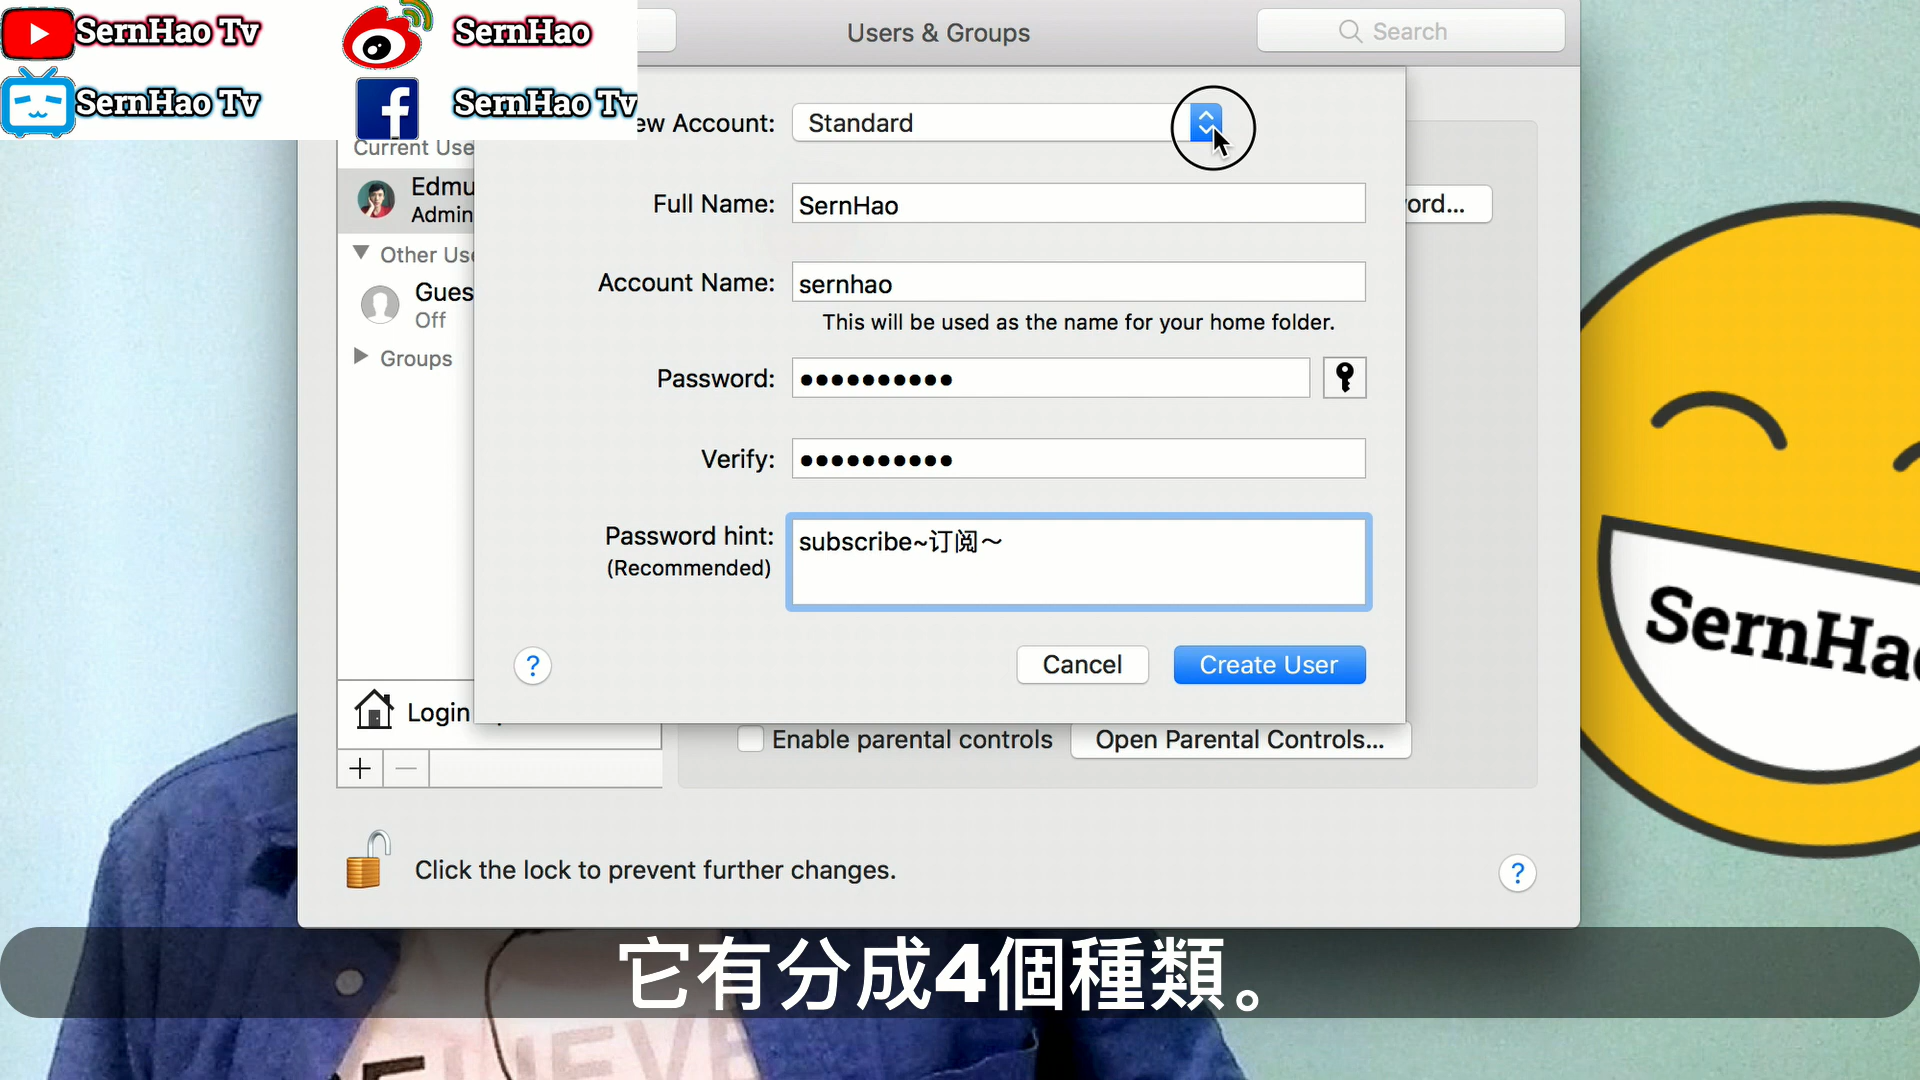 SernHao Tv
SernHao
SernHao Tv
SernHao Tv
Users & Groups
Search
ew Account:
Standard
Current Use
Edmu
Admin
Full Name:
SernHao
ord...
Other Use
Account Name:
sernhao
Gues
Off
This will be used as the name for your home folder.
Groups
Password:
Verify:
Password hint:
subscribe~订阅～
(Recommended)
SernHao
?
Cancel
Create User
Login
Enable parental controls
Open Parental Controls...
Click the lock to prevent further changes.
?
它有分成4個種類。